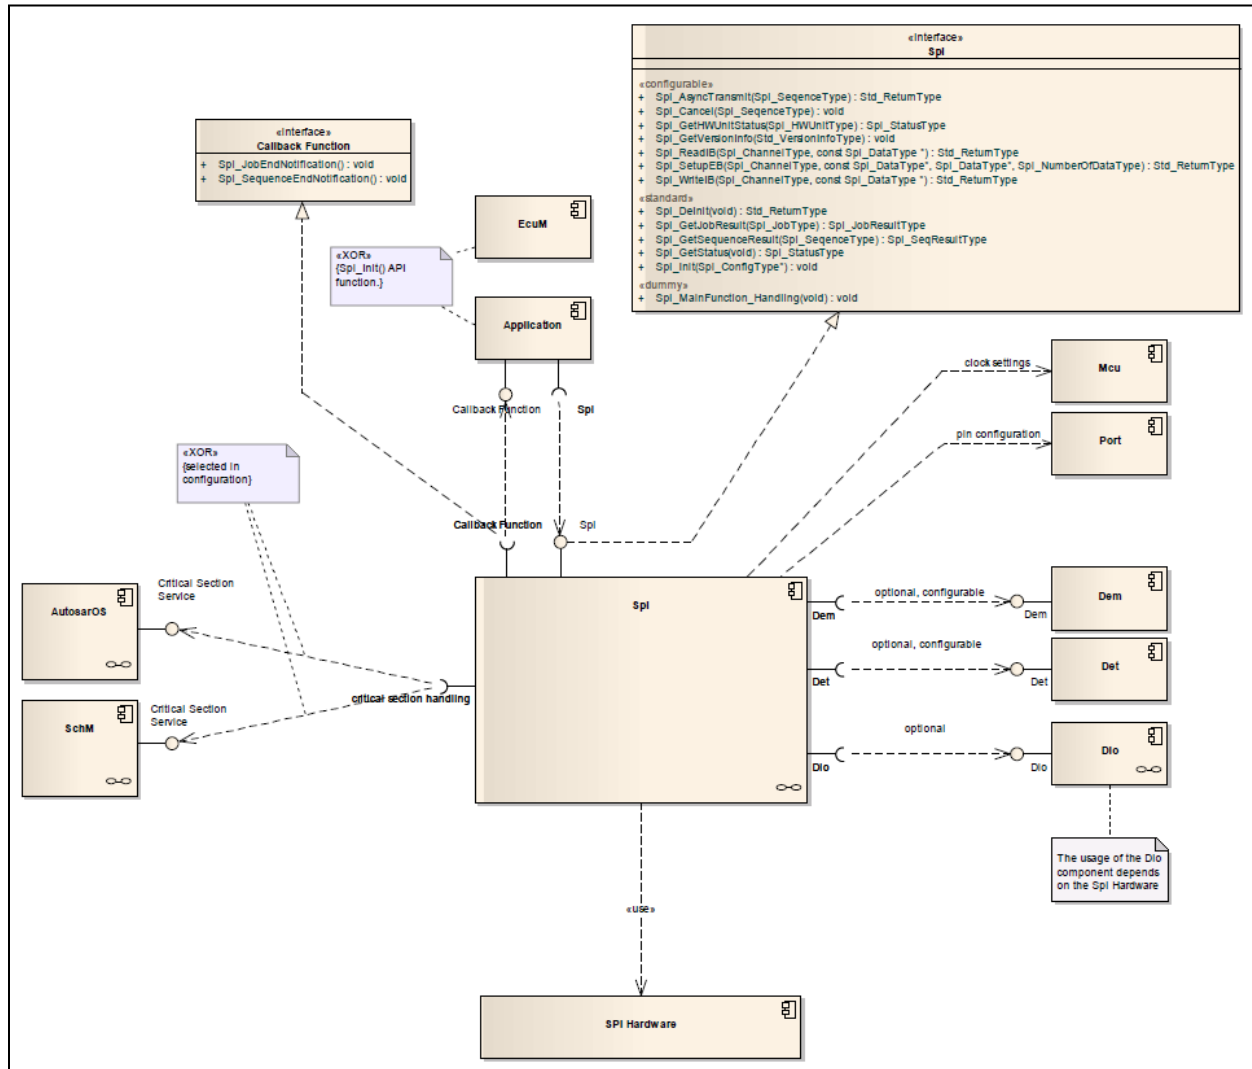 «interface»
Spi
«configurable»
+ Spi_AsyncTransmit(Spi_SeqenceType) : Std_ReturnType
+ Spi_Cancel(Spi_SeqenceType) : void
+ Spi_GetHWUnitStatus(Spi_HWUnitType) : Spi_StatusType
+ Spi_GetVersionInfo(Std_VersionInfoType) : void
+ Spi_ReadIB(Spi_ChannelType, const Spi_DataType *) : Std_ReturnType
+ Spi_SetupEB(Spi_ChannelType, const Spi_DataType*, Spi_DataType*, Spi_NumberOfDataType) : Std_ReturnType
+ Spi_WriteIB(Spi_ChannelType, const Spi_DataType *) : Std_ReturnType
«standard»
+ Spi_DeInit(void) : Std_ReturnType
+ Spi_GetJobResult(Spi_JobType) : Spi_JobResultType
+ Spi_GetSequenceResult(Spi_SeqenceType) : Spi_SeqResultType
+ Spi_GetStatus(void) : Spi_StatusType
+ Spi_Init(Spi_ConfigType*) : void
«dummy»
+ Spi_MainFunction_Handling(void) : void
«interface»
Callback Function
+ Spi_JobEndNotification() : void
+ Spi_SequenceEndNotification() : void
EcuM
«XOR»
{Spi_Init() API
function.}
Application
Callback Function
Spi
clock settings
Mcu
pin configuration
Port
«XOR»
{selected in
configuration}
Callback Function
Spi
AutosarOS
Critical Section
Service
SchM
Critical Section
Service
critical section handling
Spi
Dem
optional, configurable
Dem
Dem
Det
optional, configurable
Det
Det
Dio
optional
Dio
Dio
The usage of the Dio
component depends
on the Spi Hardware
«use»
SPI Hardware